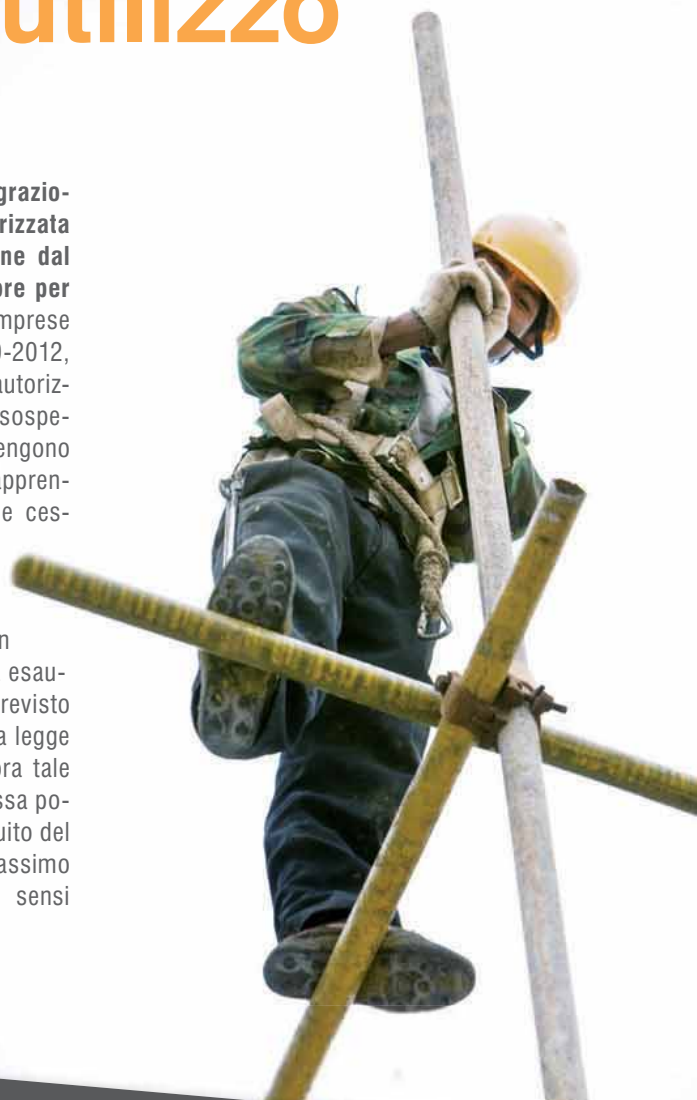 utilizzo
grazio-
rizzata
ne dal
ore per
mprese
-2012,
autoriz-
sospe-
engono
appren-
e ces-
n
esau-
revisto
a legge
ora tale
ssa po-
uito del
assimo
sensi